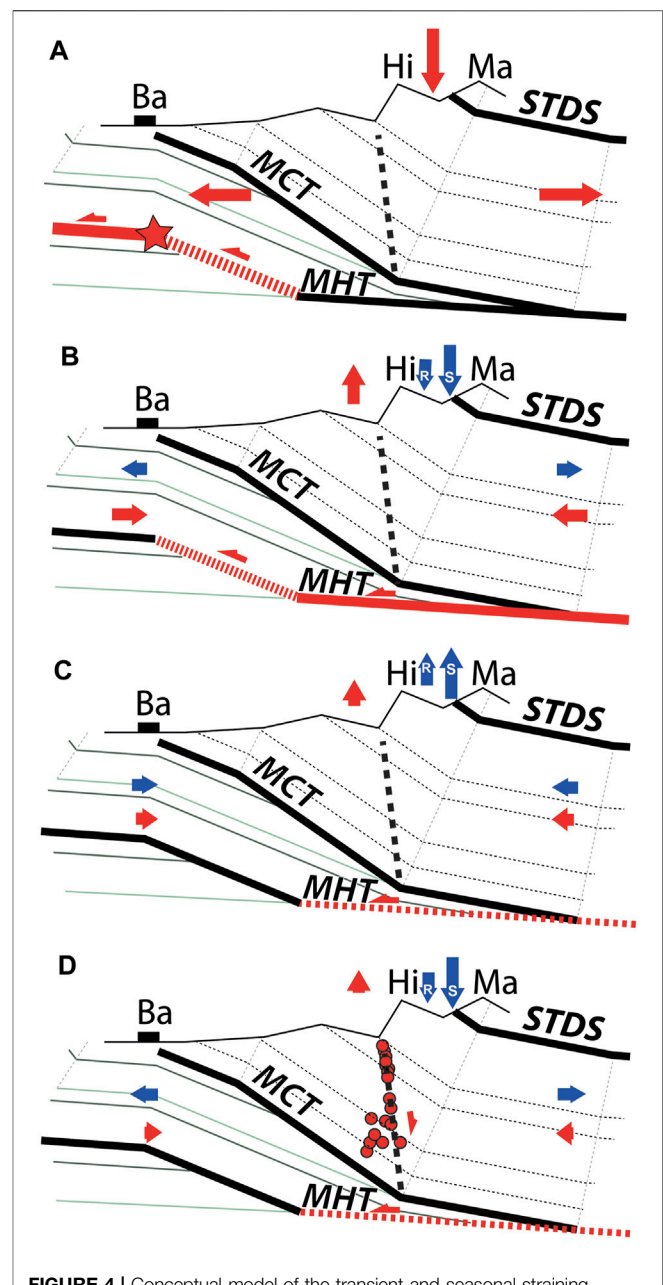 A
Hi Ma
Ba
STDS
MCT
MHT
B
Hi R S Ma
Ba
STDS
MCT
MHT
C
Hi R S Ma
Ba
STDS
MCT
MHT
D
Hi R S Ma
Ba
STDS
MCT
MHT
FIGURE 4 | Conceptual model of the transient and seasonal straining